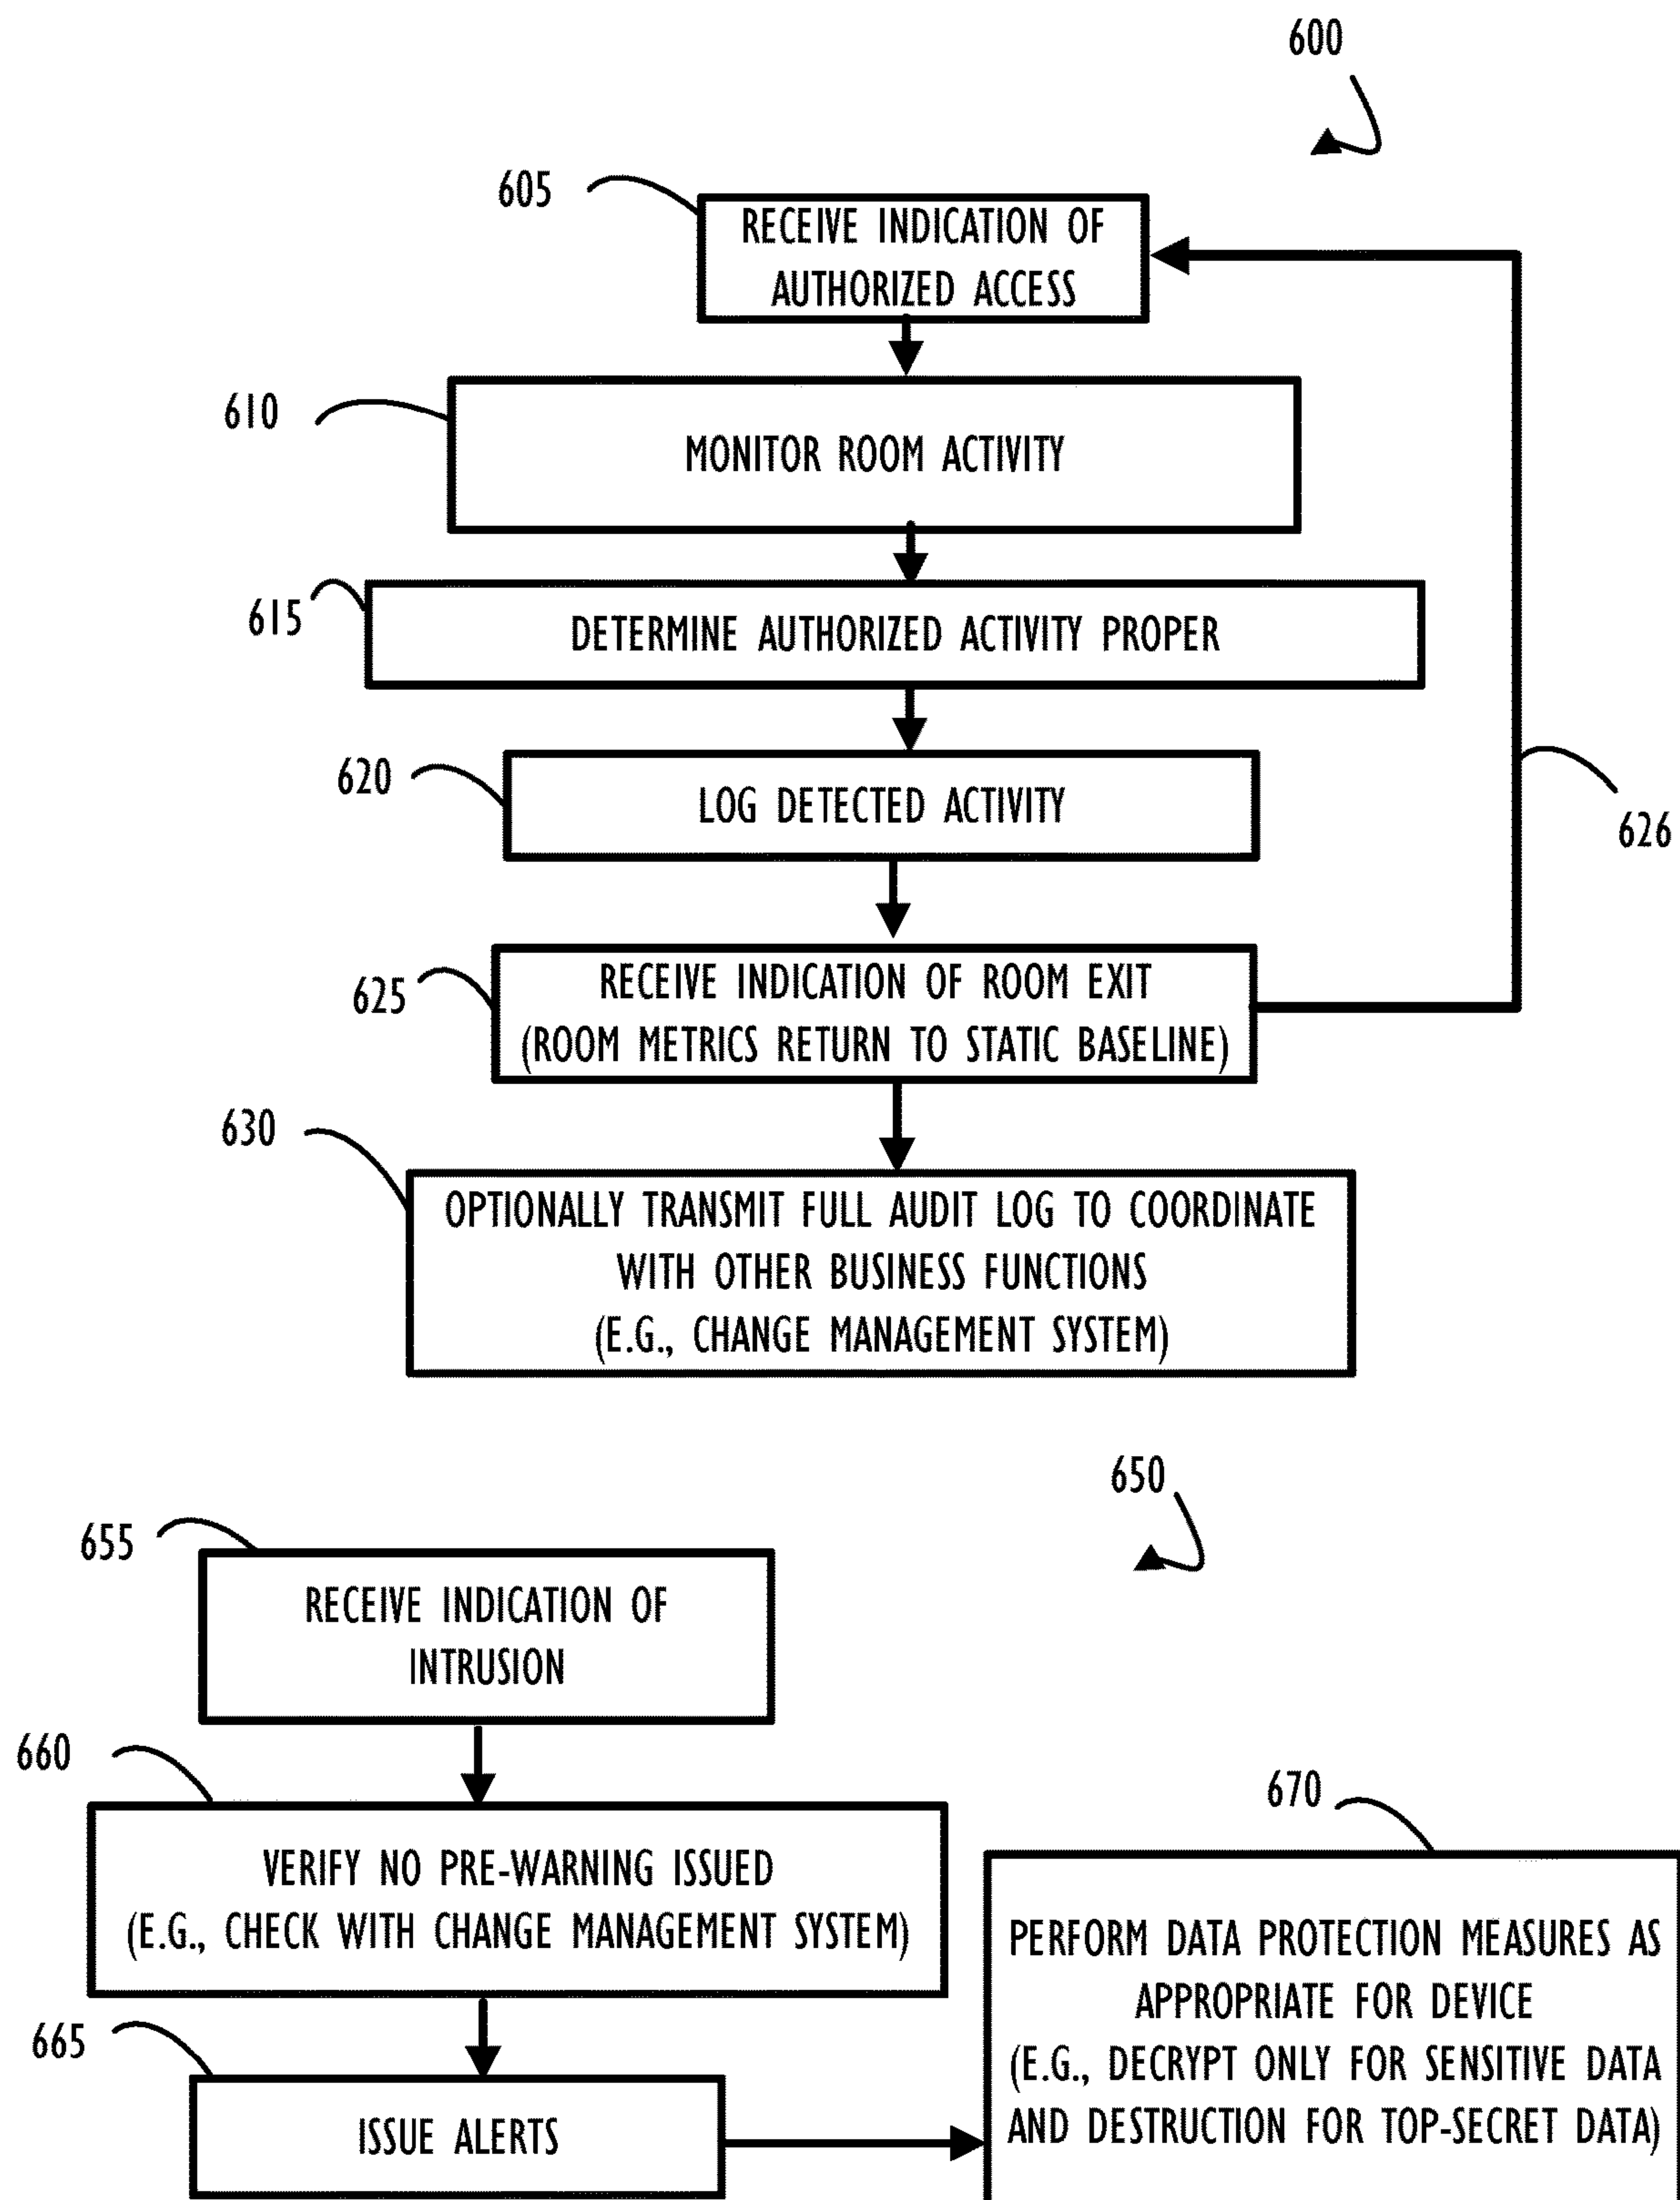 600
605
RECEIVE INDICATION OF
AUTHORIZED ACCESS
610
MONITOR ROOM ACTIVITY
615
DETERMINE AUTHORIZED ACTIVITY PROPER
620
LOG DETECTED ACTIVITY
626
625
RECEIVE INDICATION OF ROOM EXIT
(ROOM METRICS RETURN TO STATIC BASELINE)
630
OPTIONALLY TRANSMIT FULL AUDIT LOG TO COORDINATE
WITH OTHER BUSINESS FUNCTIONS
(E.G., CHANGE MANAGEMENT SYSTEM)
650
655
RECEIVE INDICATION OF
INTRUSION
660
VERIFY NO PRE-WARNING ISSUED
(E.G., CHECK WITH CHANGE MANAGEMENT SYSTEM)
665
ISSUE ALERTS
670
PERFORM DATA PROTECTION MEASURES AS
APPROPRIATE FOR DEVICE
(E.G., DECRYPT ONLY FOR SENSITIVE DATA
AND DESTRUCTION FOR TOP-SECRET DATA)